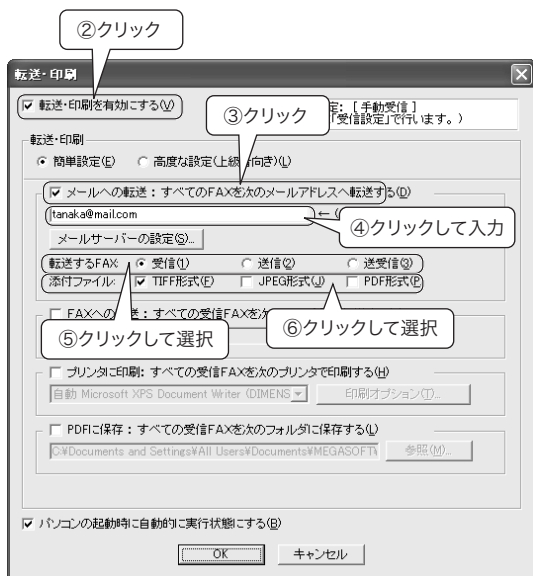 ②クリック
転送・印刷
転送・印刷を有効にする(V)
定: [ 手動受信 ]
「受信設定」で行います。)
③クリック
転送・印刷
簡単設定(E) 高度な設定(上級 向き)(L)
メールへの転送 : すべてのFAXを次のメールアドレスへ転送する(D)
tanaka@mail.com ← (
④クリックして入力
メールサーバーの設定(S)...
転送するFAX: 受信(1) 送信(2) 送受信(3)
添付ファイル: TIFF形式(F) JPEG形式(J) PDF形式(P)
FAXへの 送 : すべての受信FAXを次
⑤クリックして選択
⑥クリックして選択
プリンタに印刷: すべての受信FAXを次のプリンタで印刷する(H)
自動 Microsoft XPS Document Writer (DIMENS 印刷オプション(T)...
PDFに保存 : すべての受信FAXを次のフォルダに保存する(L)
C:¥Documents and Settings¥All Users¥Documents¥MEGASOFT¥ 参照(M)...
パソコンの起動時に自動的に実行状態にする(B)
OK キャンセル